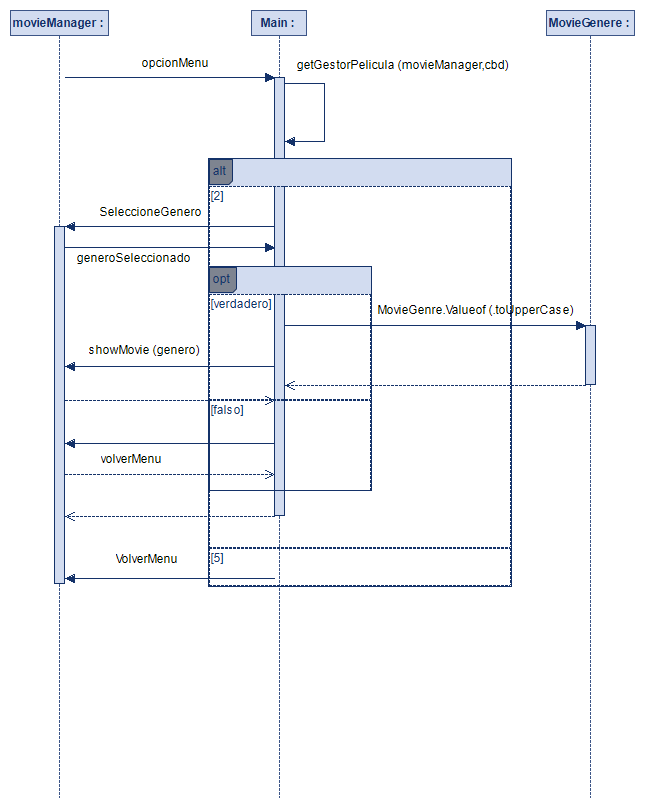 movieManager :
Main :
MovieGenere :
opcionMenu
getGestorPelicula (movieManager,cbd)
alt
[2]
SeleccioneGenero
generoSeleccionado
opt
[verdadero]
MovieGenre.Valueof (.toUpperCase)
showMovie (genero)
[falso]
volverMenu
[5]
VolverMenu